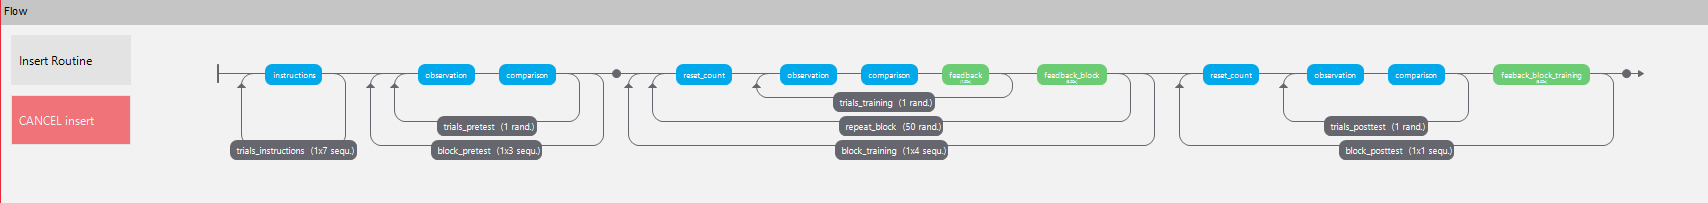 Flow
Insert Routine
CANCEL insert
instructions
observation
comparison
reset_count
observation
comparison
feedback
feedback_block
reset_count
observation
comparison
feeback_block_training
trials_training (1 rand.)
trials_pretest (1 rand.)
repeat_block (50 rand.)
trials_posttest (1 rand.)
trials_instructions (1x7 sequ.)
block_pretest (1x3 sequ.)
block_training (1x4 sequ.)
block_posttest (1x1 sequ.)